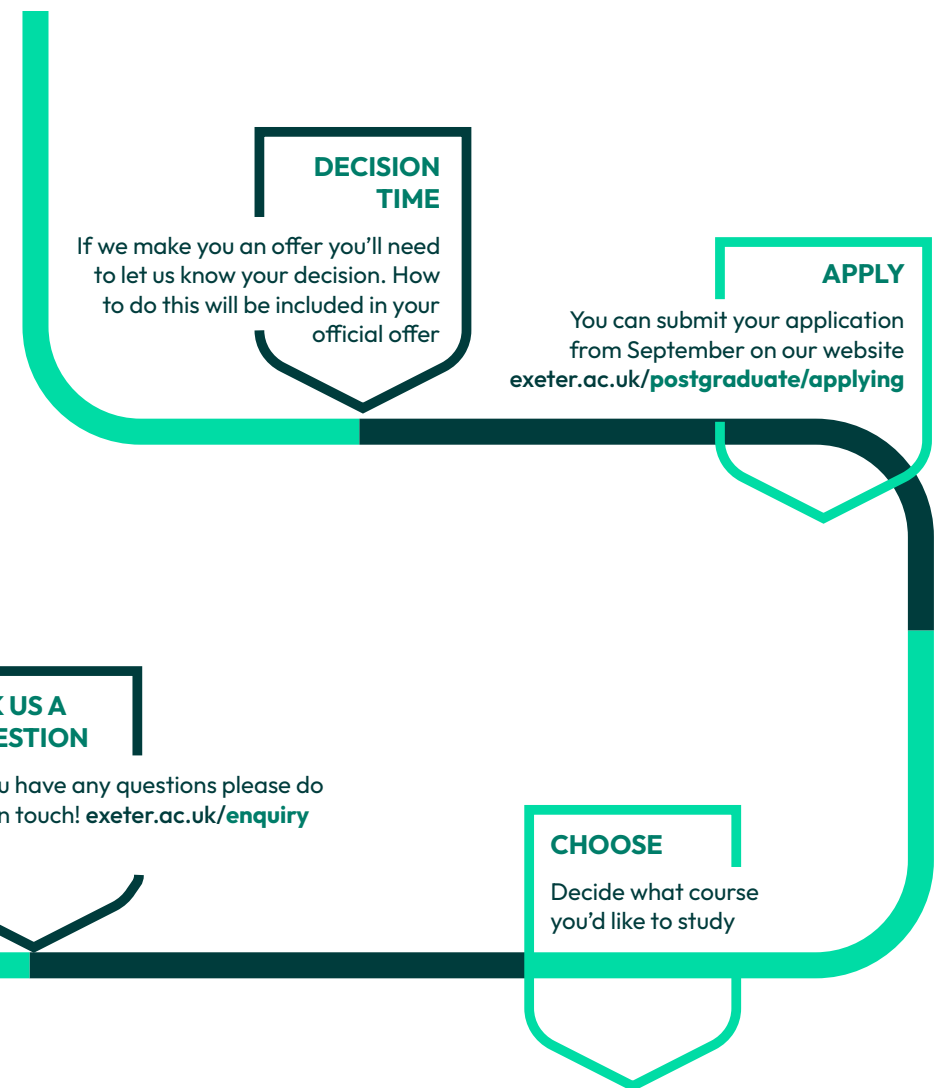 DECISION
TIME
If we make you an offer you'll need
to let us know your decision. How
to do this will be included in your
official offer
APPLY
You can submit your application
from September on our website
exeter.ac.uk/postgraduate/applying
US A
have any questions please do
touch! exeter.ac.uk/enquiry
CHOOSE
Decide what course
you'd like to study